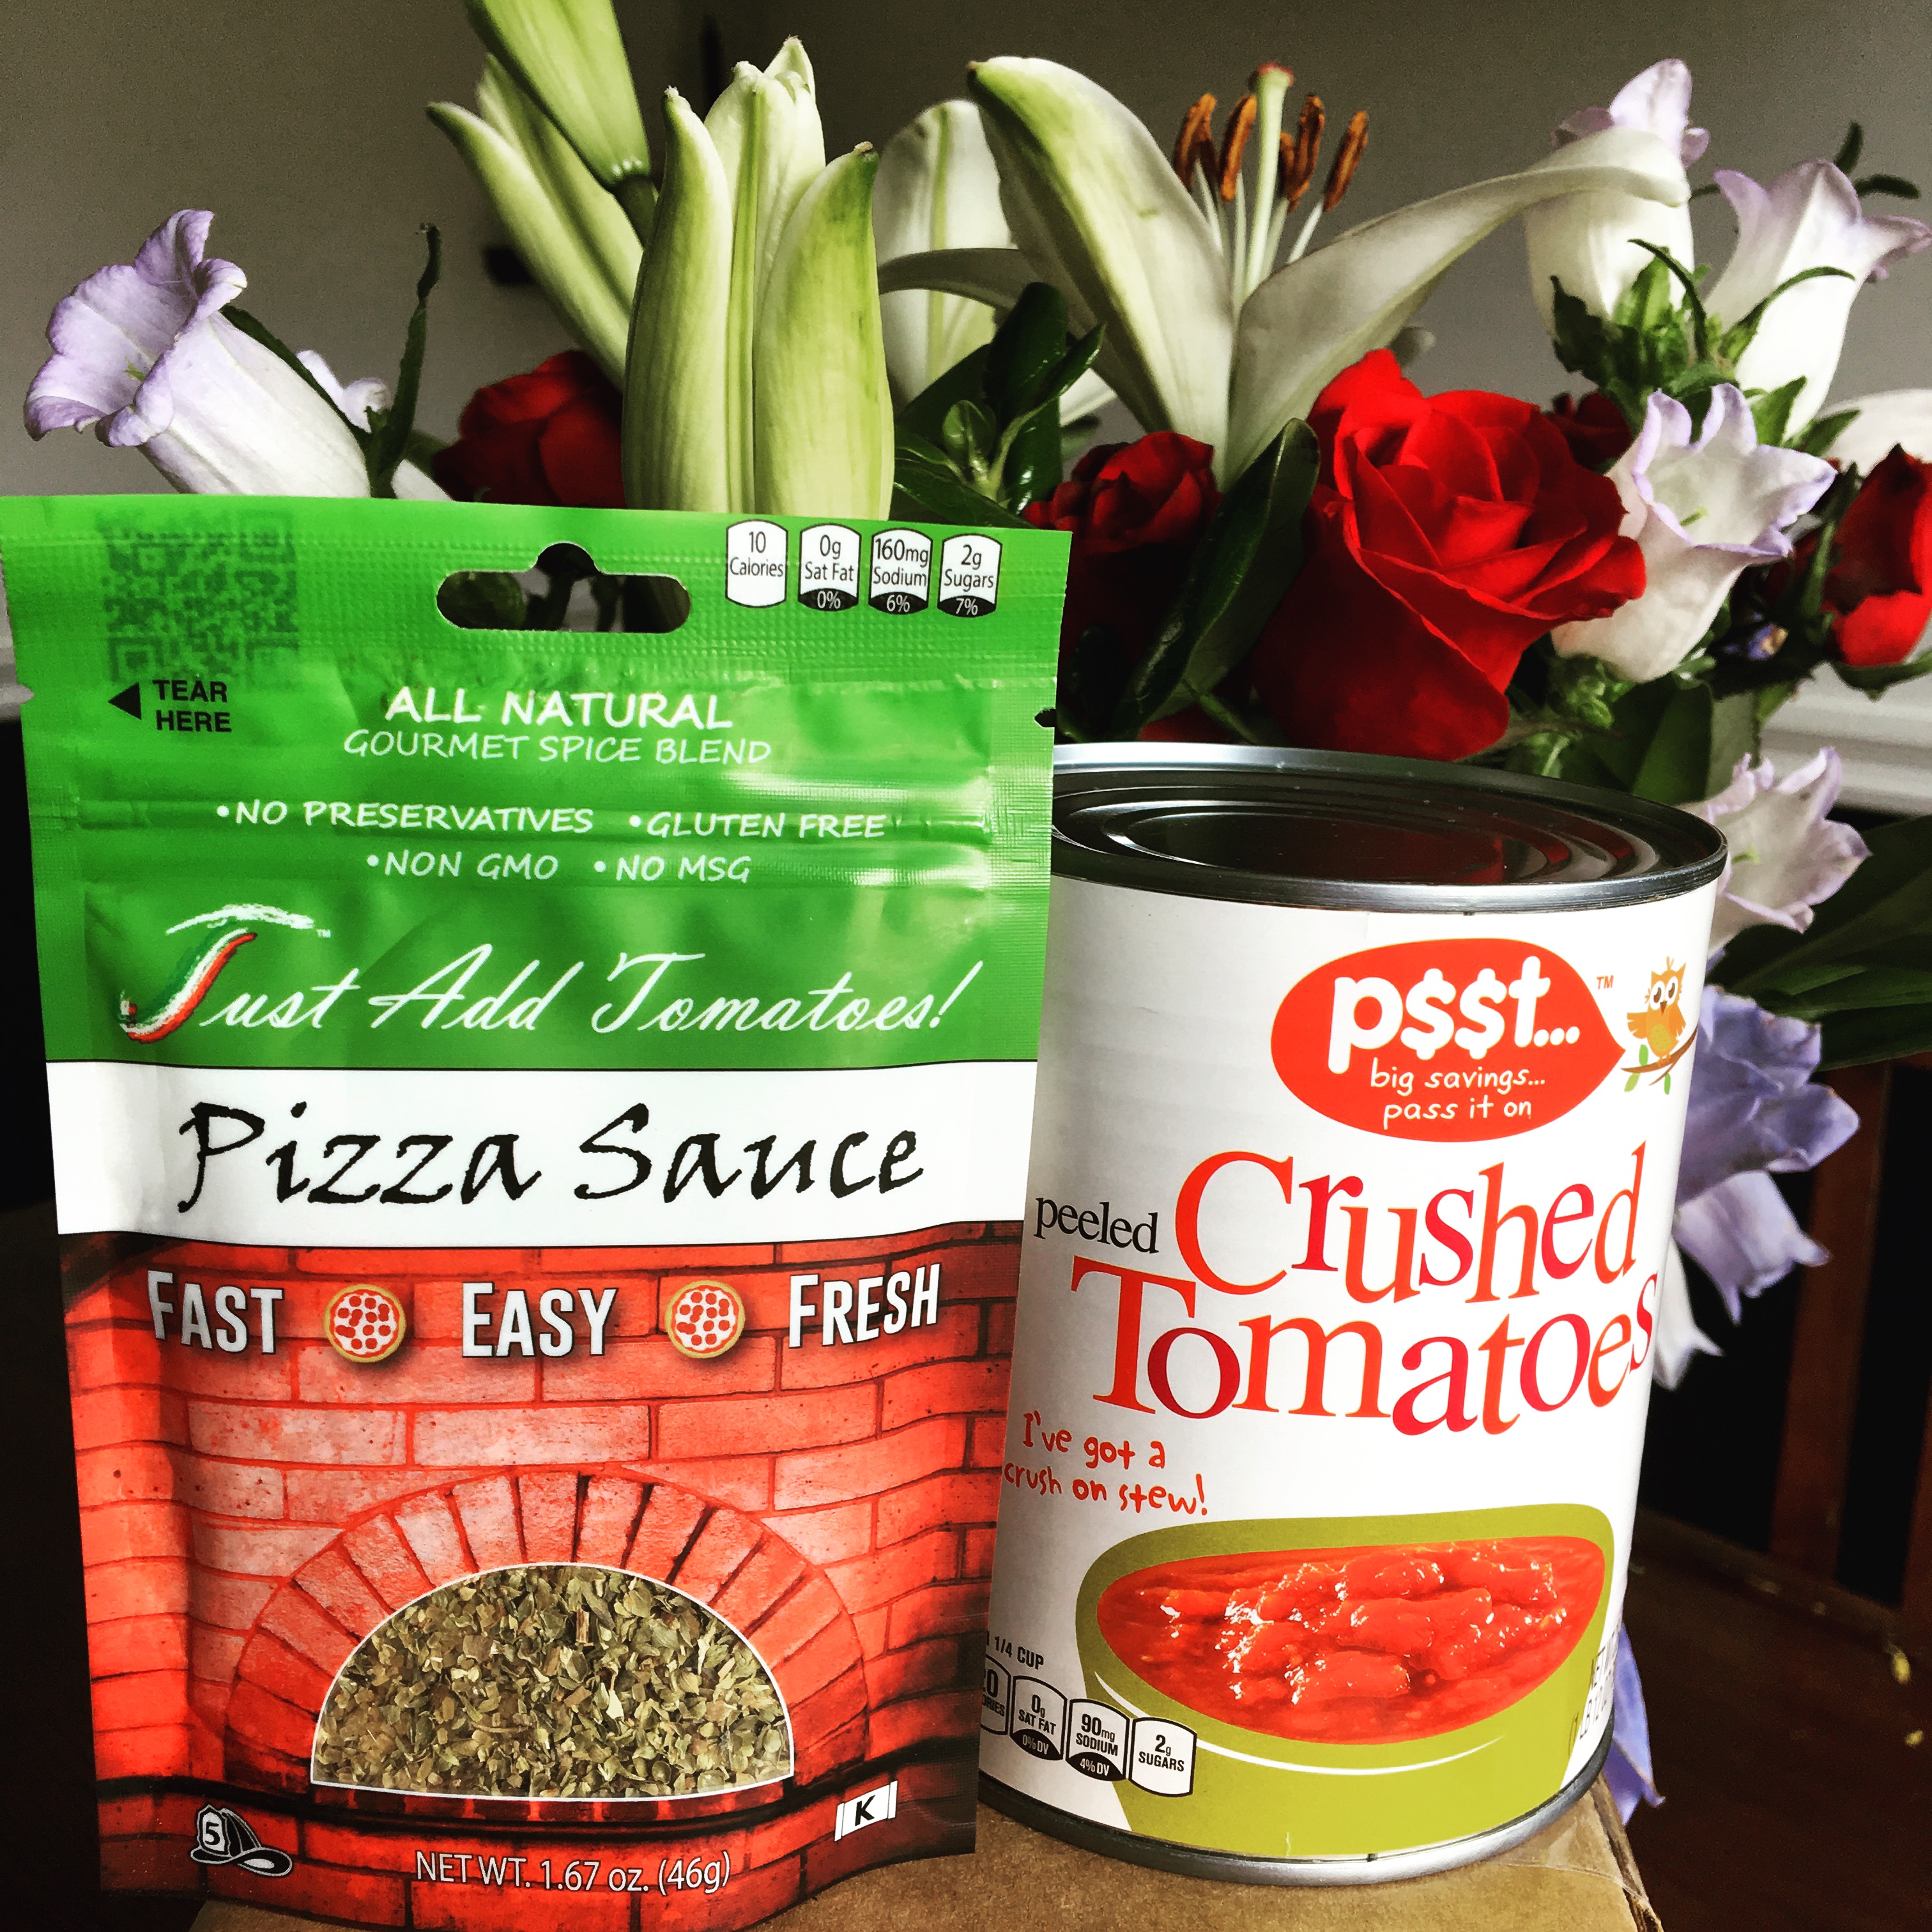 10
Calories
0g
Sat Fat
0%
160mg
Sodium
6%
2g
Sugars
7%
TEAR
HERE
ALL NATURAL
GOURMET SPICE BLEND
•NO PRESERVATIVES •GLUTEN FREE
•NON GMO •NO MSG
Just Add Tomatoes!
™
Pizza Sauce
FAST EASY FRESH
5
K
NET WT. 1.67 oz. (46g)
p$$t...
™
big savings...
pass it on
peeled Crushed
Tomatoes
I've got a
crush on stew!
1/4 CUP
0g
SAT FAT
0% DV
90mg
SODIUM
4% DV
2g
SUGARS